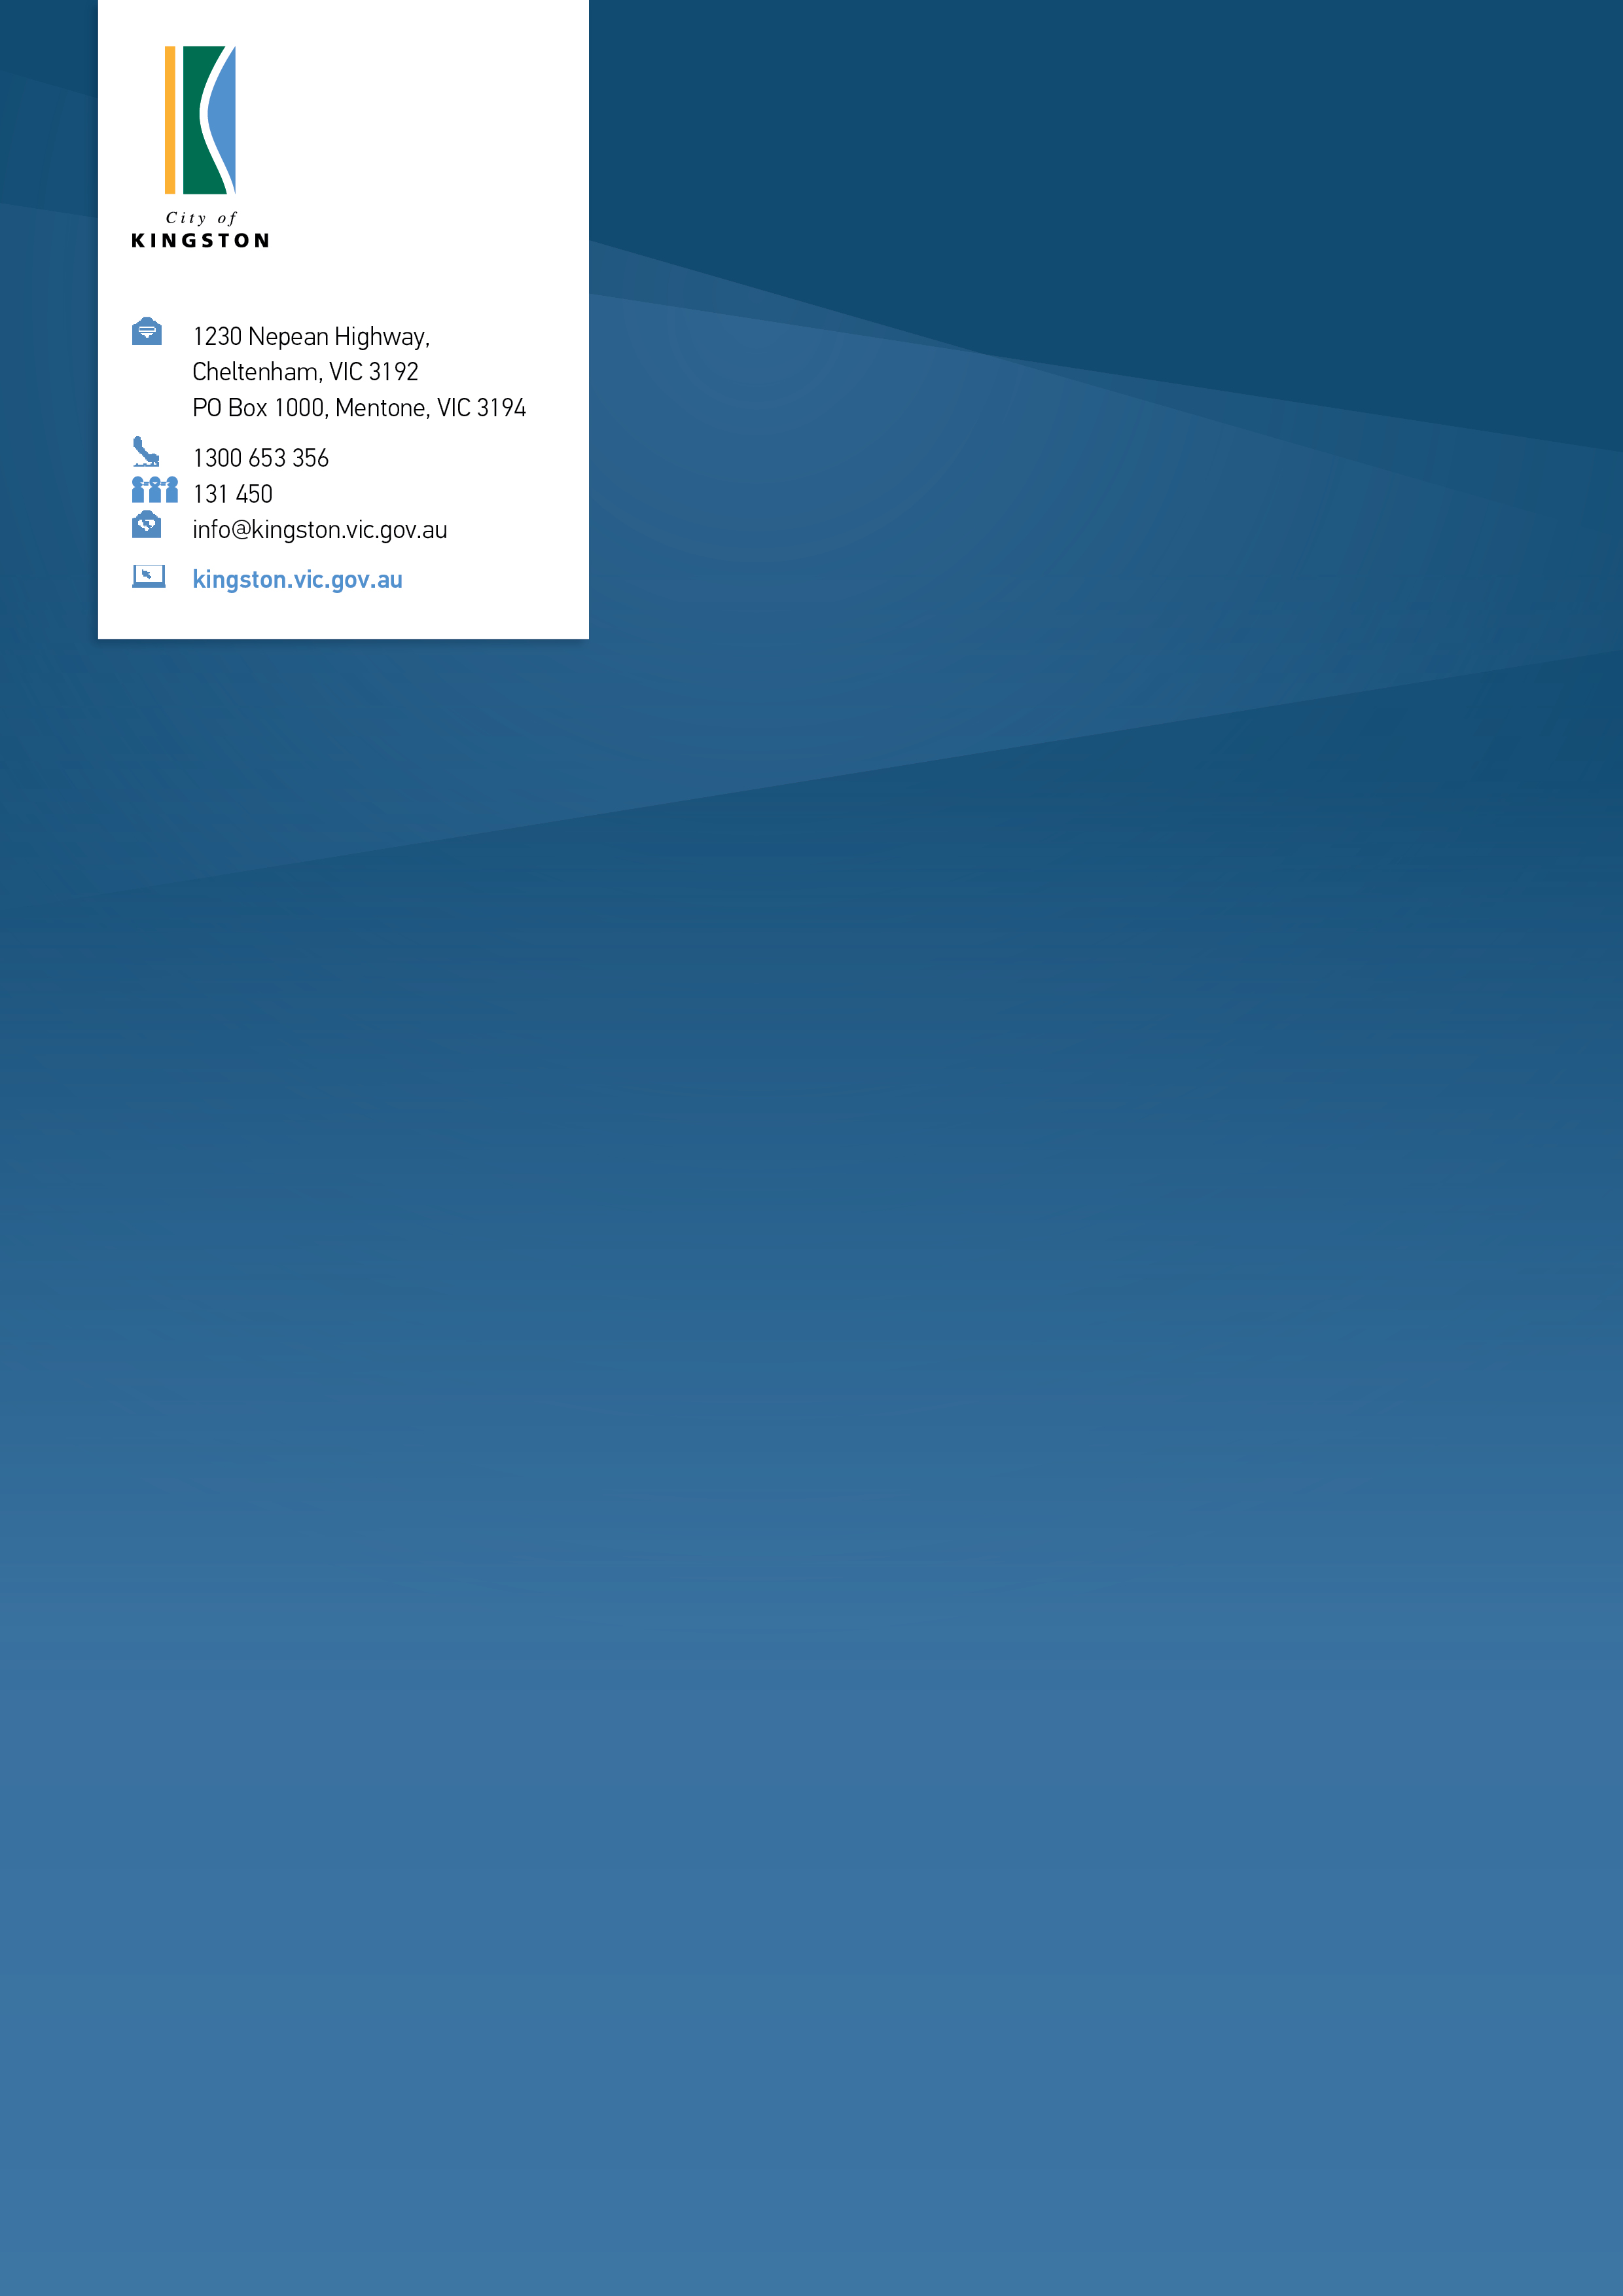 City of
KINGSTON
1230 Nepean Highway,
Cheltenham, VIC 3192
PO Box 1000, Mentone, VIC 3194
1300 653 356
131 450
info@kingston.vic.gov.au
kingston.vic.gov.au